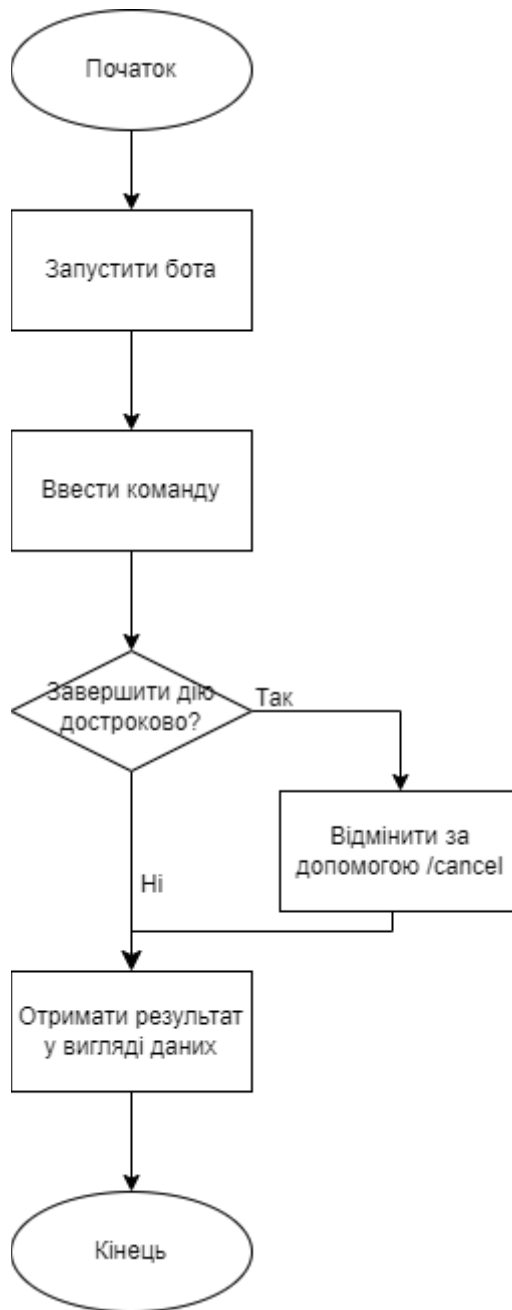 Початок
Запустити бота
Ввести команду
Завершити дію
достроково?
Так
Відмінити за
допомогою /cancel
Ні
Отримати результат
у вигляді даних
Кінець